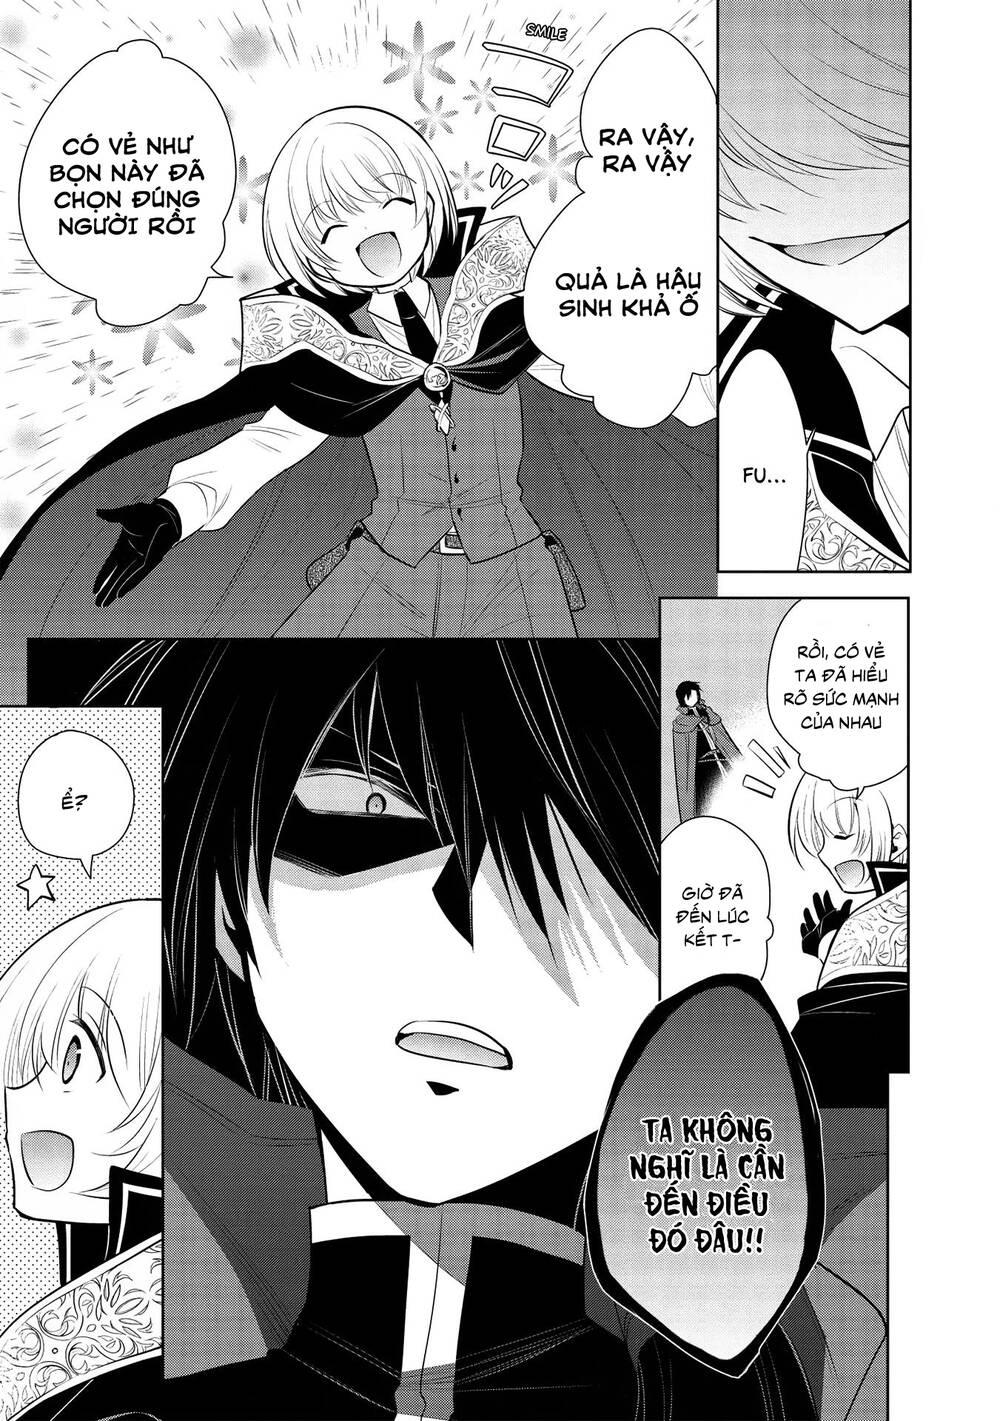 FU...
SMILE
RA VẬY,
RA VẬY
QUẢ LÀ HẬU
SINH KHẢ Ố
CÓ VẺ NHƯ
BỌN NÀY ĐÃ
CHỌN ĐÚNG
NGƯỜI RỒI
RỒI, CÓ VẺ
TA ĐÃ HIỂU
RÕ SỨC MẠNH
CỦA NHAU
GIỜ ĐÃ
ĐẾN LÚC
KẾT T-
TA KHÔNG
NGHĨ LÀ CẦN
ĐẾN ĐIỀU
ĐÓ ĐÂU!!
Ể?